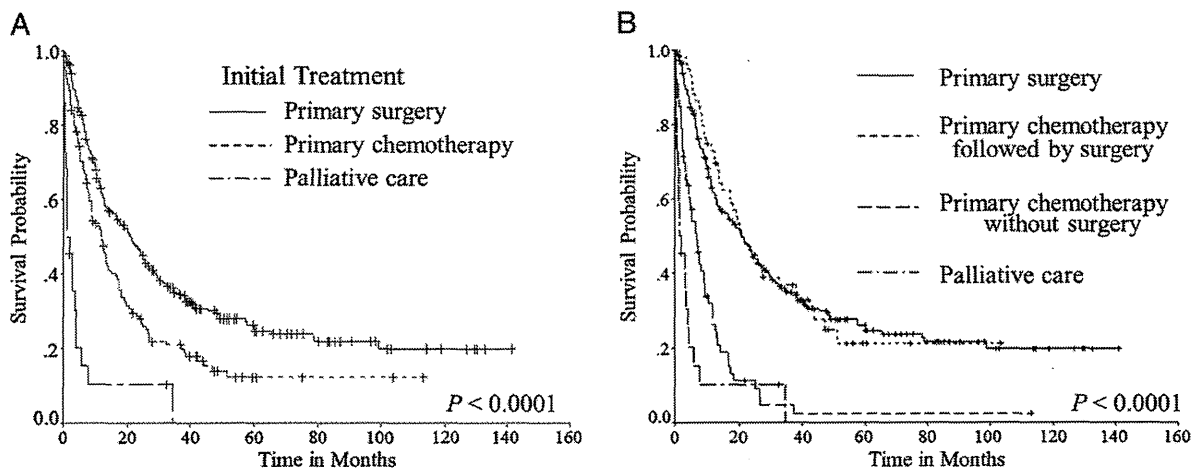 A
1.0
.8
.6
.4
.2
0.0
Survival Probability
Initial Treatment
Primary surgery
Primary chemotherapy
Palliative care
P < 0.0001
0 20 40 60 80 100 120 140 160
Time in Months
B
1.0
.8
.6
.4
.2
0.0
Survival Probability
Primary surgery
Primary chemotherapy
followed by surgery
Primary chemotherapy
without surgery
Palliative care
P < 0.0001
0 20 40 60 80 100 120 140 160
Time in Months